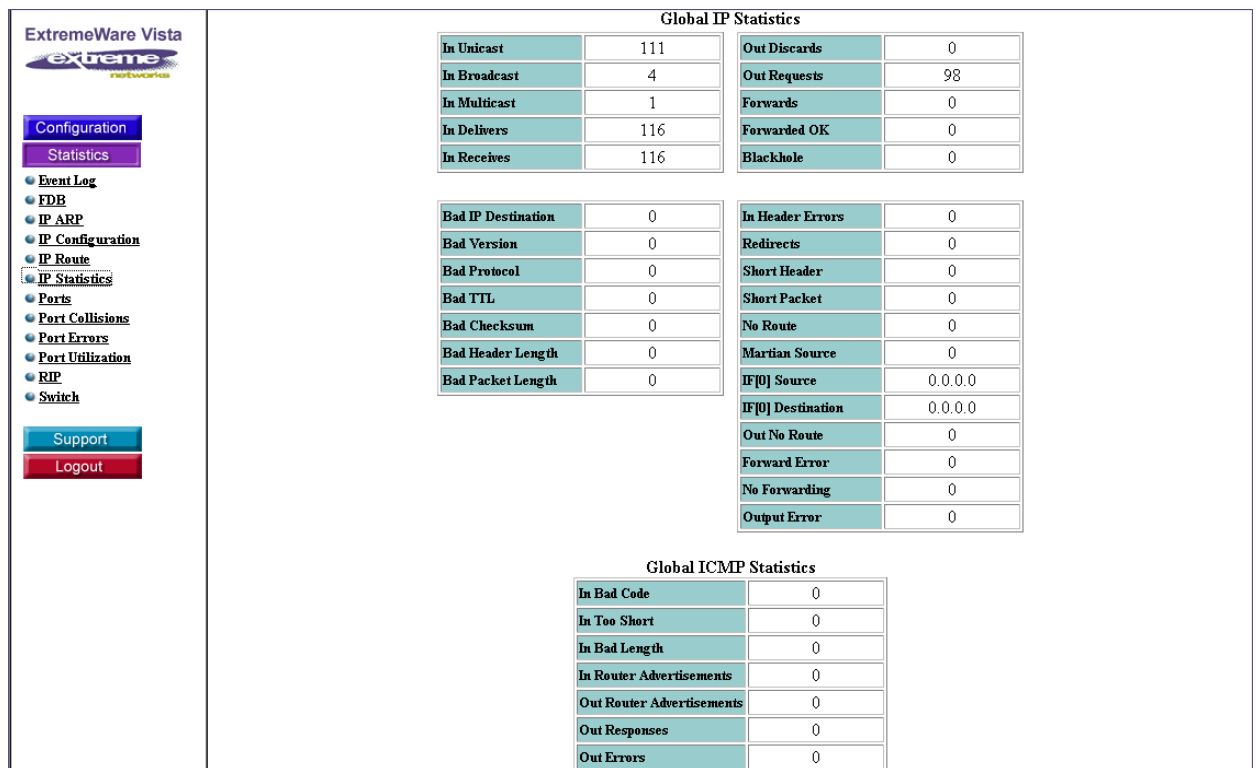 ExtremeWare Vista
extreme
networks
Configuration
Statistics
Event Log
FDB
IP ARP
IP Configuration
IP Route
IP Statistics
Ports
Port Collisions
Port Errors
Port Utilization
RIP
Switch
Support
Logout
Global IP Statistics
In Unicast 111
In Broadcast 4
In Multicast 1
In Delivers 116
In Receives 116
Out Discards 0
Out Requests 98
Forwards 0
Forwarded OK 0
Blackhole 0
Bad IP Destination 0
Bad Version 0
Bad Protocol 0
Bad TTL 0
Bad Checksum 0
Bad Header Length 0
Bad Packet Length 0
In Header Errors 0
Redirects 0
Short Header 0
Short Packet 0
No Route 0
Martian Source 0
IF[0] Source 0.0.0.0
IF[0] Destination 0.0.0.0
Out No Route 0
Forward Error 0
No Forwarding 0
Output Error 0
Global ICMP Statistics
In Bad Code 0
In Too Short 0
In Bad Length 0
In Router Advertisements 0
Out Router Advertisements 0
Out Responses 0
Out Errors 0